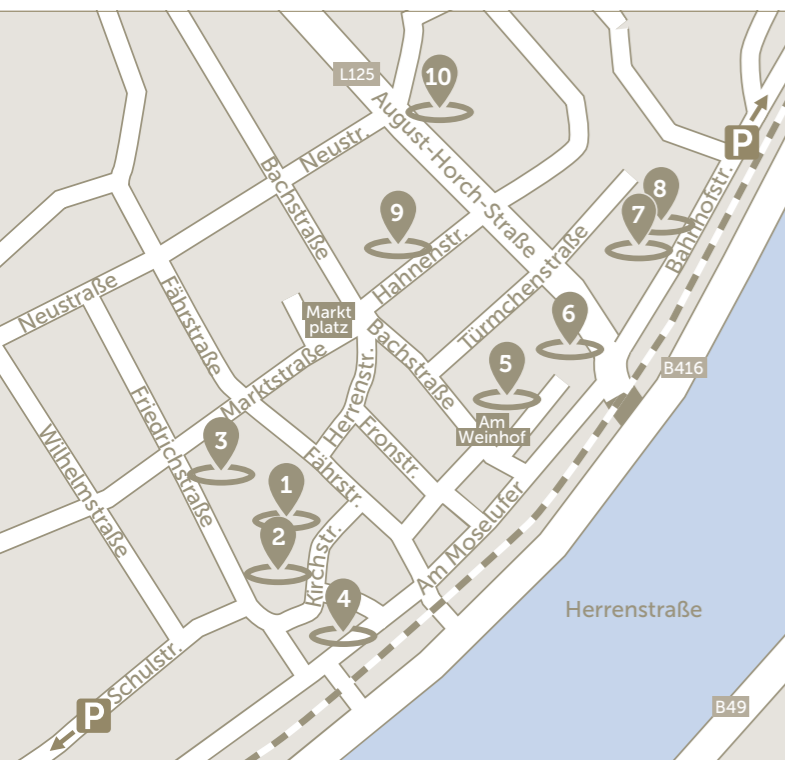 10
L125
August-Horch-Straße
Neustr.
P
Bachstraße
8
9
7
Bahnhofstr.
Hahnenstr.
Türmchenstraße
Neustraße
Fährstraße
Markt
platz
6
Bachstraße
5
B416
Marktstraße
Herrenstr.
Friedrichstraße
Am
Weinhof
3
Fronstr.
Wilhelmstraße
Fährstr.
1
2
Kirchstr.
Am Moselufer
4
Herrenstraße
Schulstr.
P
B49